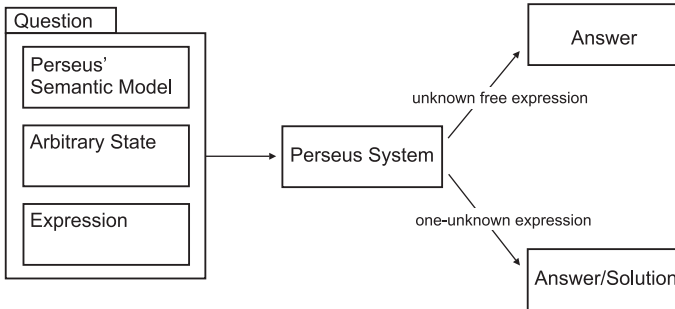 Question
Perseus'
Semantic Model
Arbitrary State
Expression
Perseus System
Answer
unknown free expression
one-unknown expression
Answer/Solution